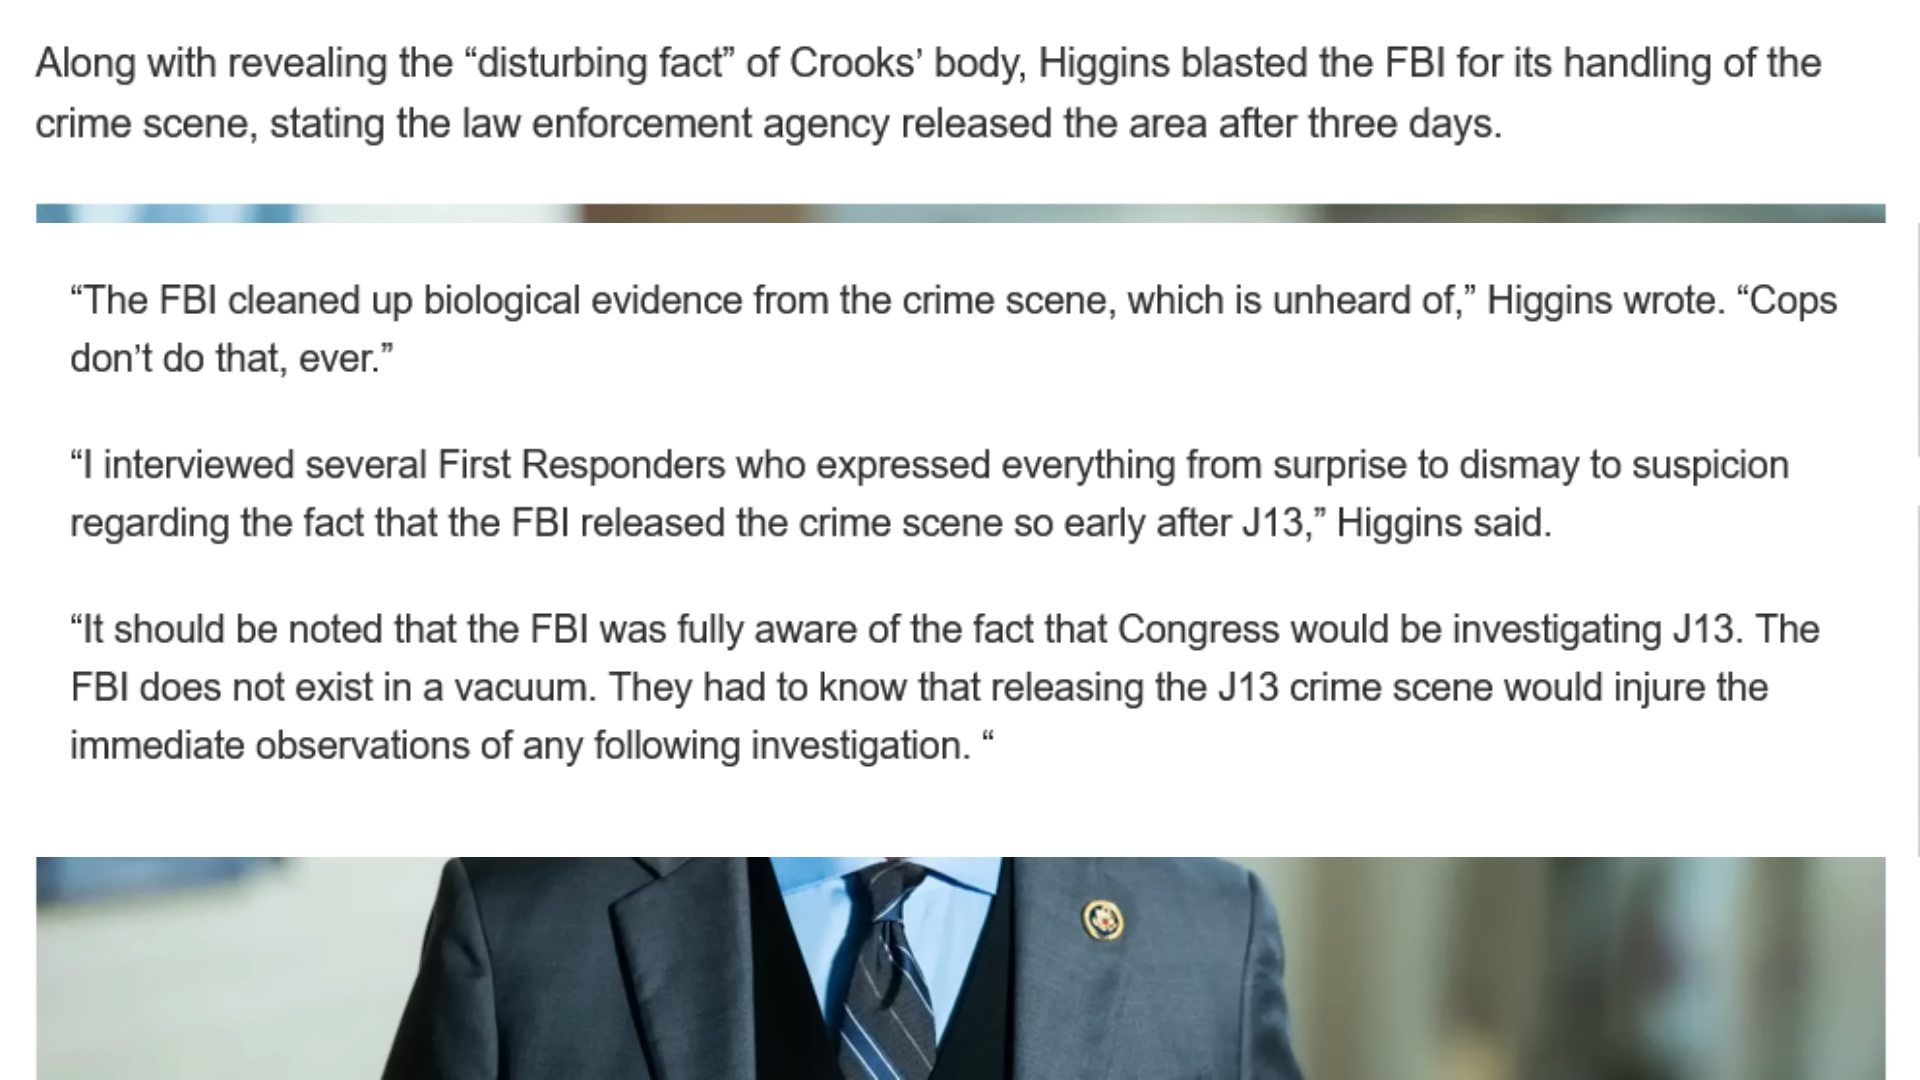 Along with revealing the “disturbing fact” of Crooks’ body, Higgins blasted the FBI for its handling of the
crime scene, stating the law enforcement agency released the area after three days.
“The FBI cleaned up biological evidence from the crime scene, which is unheard of,” Higgins wrote. “Cops
don’t do that, ever.”
“I interviewed several First Responders who expressed everything from surprise to dismay to suspicion
regarding the fact that the FBI released the crime scene so early after J13,” Higgins said.
“It should be noted that the FBI was fully aware of the fact that Congress would be investigating J13. The
FBI does not exist in a vacuum. They had to know that releasing the J13 crime scene would injure the
immediate observations of any following investigation. “